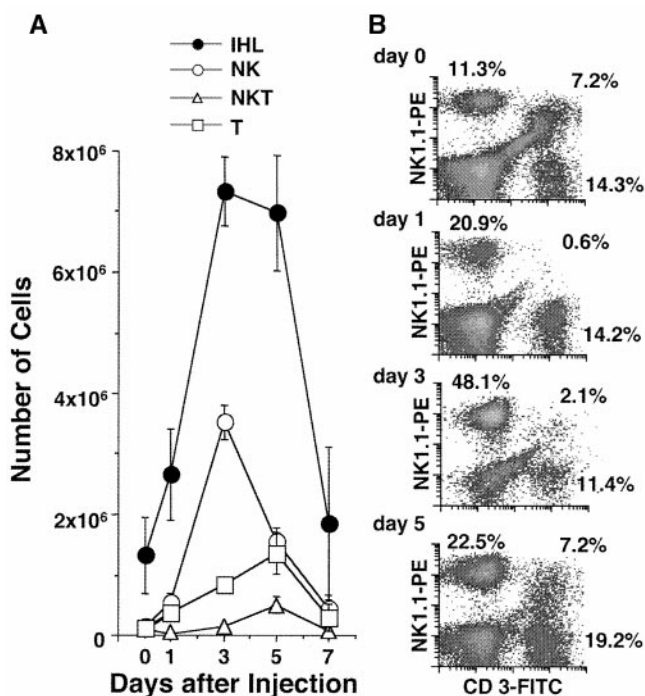 A
IHL
NK
NKT
T
8x10⁶
6x10⁶
4x10⁶
2x10⁶
0
Number of Cells
0 1 3 5 7
Days after Injection
B
day 0
11.3%
7.2%
14.3%
NK1.1-PE
day 1
20.9%
0.6%
14.2%
NK1.1-PE
day 3
48.1%
2.1%
11.4%
NK1.1-PE
day 5
22.5%
7.2%
19.2%
NK1.1-PE
CD 3-FITC